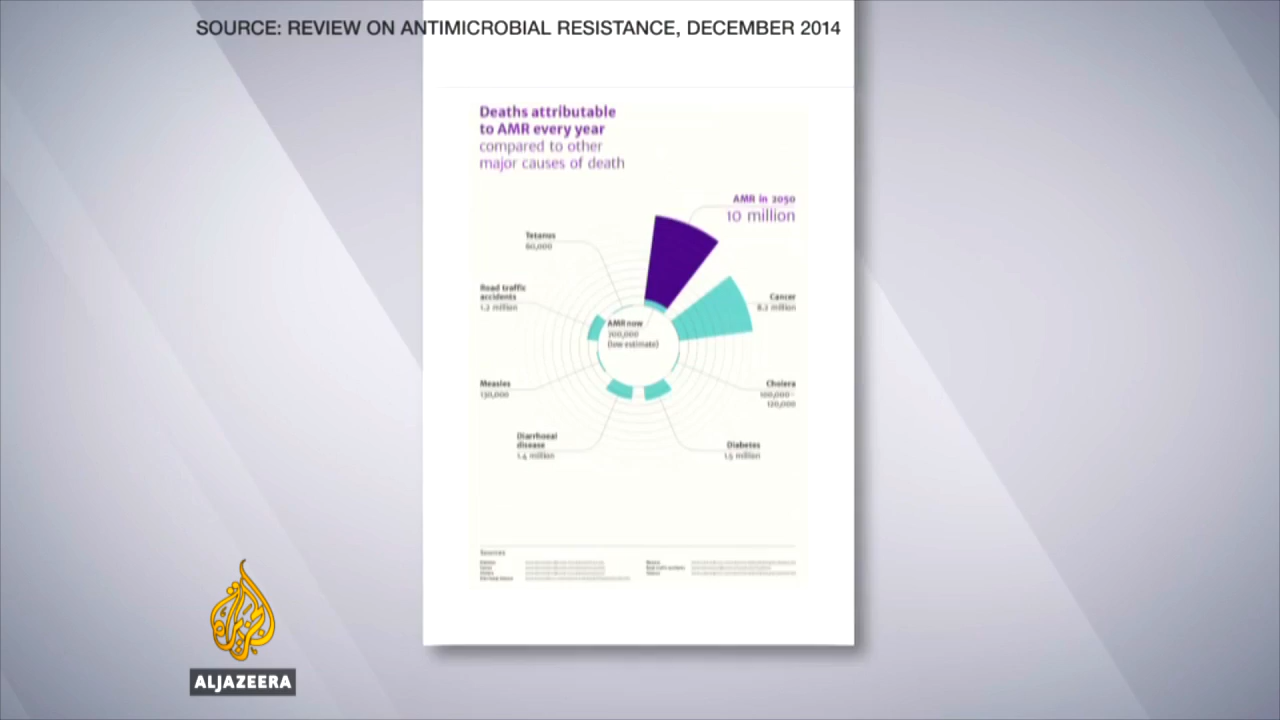 SOURCE: REVIEW ON ANTIMICROBIAL RESISTANCE, DECEMBER 2014
Deaths attributable
to AMR every year
compared to other
major causes of death
AMR in 2050
10 million
Tetanus
60,000
Road traffic
accidents
1.2 million
Cancer
8.2 million
AMR now
700,000
(low estimate)
Measles
130,000
Cholera
100,000–
120,000
Diarrhoeal
disease
1.4 million
Diabetes
1.5 million
Sources
ALJAZEERA